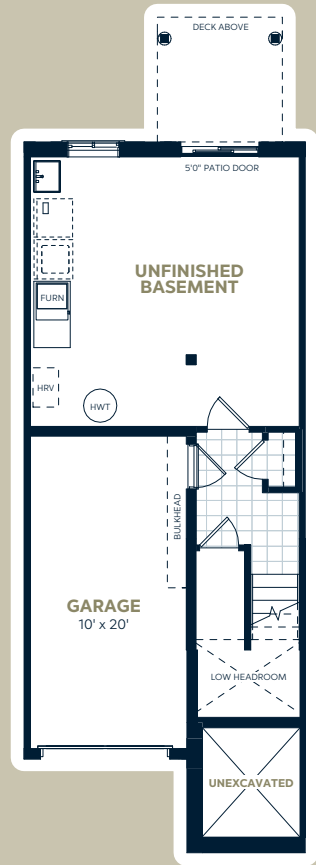 DECK ABOVE
5'0" PATIO DOOR
UNFINISHED
BASEMENT
FURN
HRV
HWT
BULKHEAD
GARAGE
10' x 20'
LOW HEADROOM
UNEXCAVATED